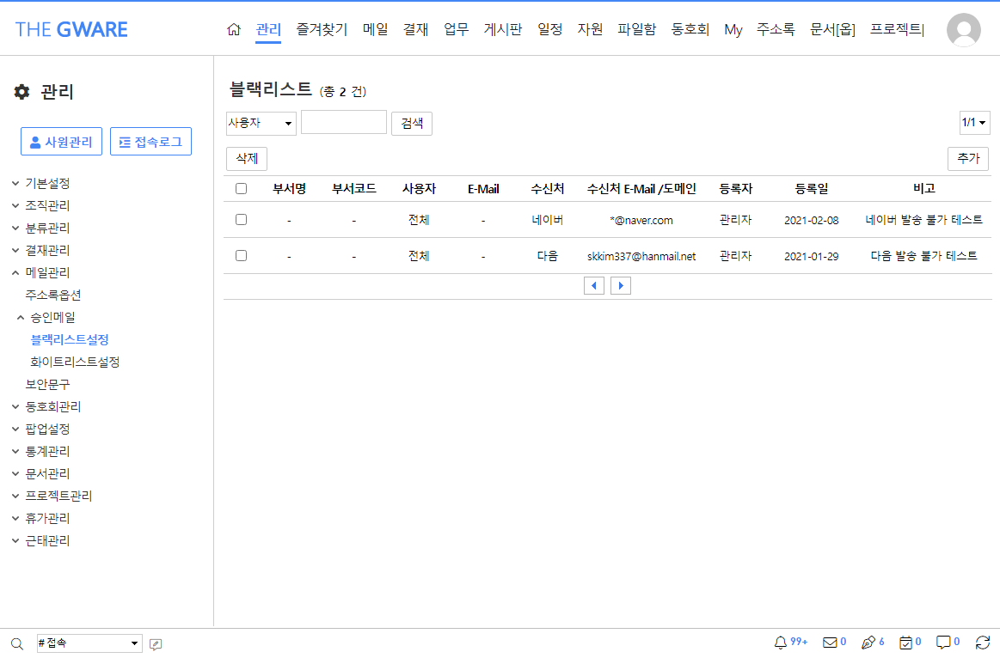 THE GWARE
관리 즐겨찾기 메일 결재 업무 게시판 일정 자원 파일함 동호회 My 주소록 문서[옵] 프로젝트
관리
사원관리 접속로그
기본설정
조직관리
분류관리
결재관리
메일관리
주소록옵션
승인메일
블랙리스트설정
화이트리스트설정
보안문구
동호회관리
팝업설정
통계관리
문서관리
프로젝트관리
휴가관리
근태관리
블랙리스트 (총 2 건)
사용자 검색 1/1
삭제 추가
부서명 부서코드 사용자 E-Mail 수신처 수신처 E-Mail /도메인 등록자 등록일 비고
- - 전체 - 네이버 *@naver.com 관리자 2021-02-08 네이버 발송 불가 테스트
- - 전체 - 다음 skkim337@hanmail.net 관리자 2021-01-29 다음 발송 불가 테스트
# 접속 99+ 0 6 0 0